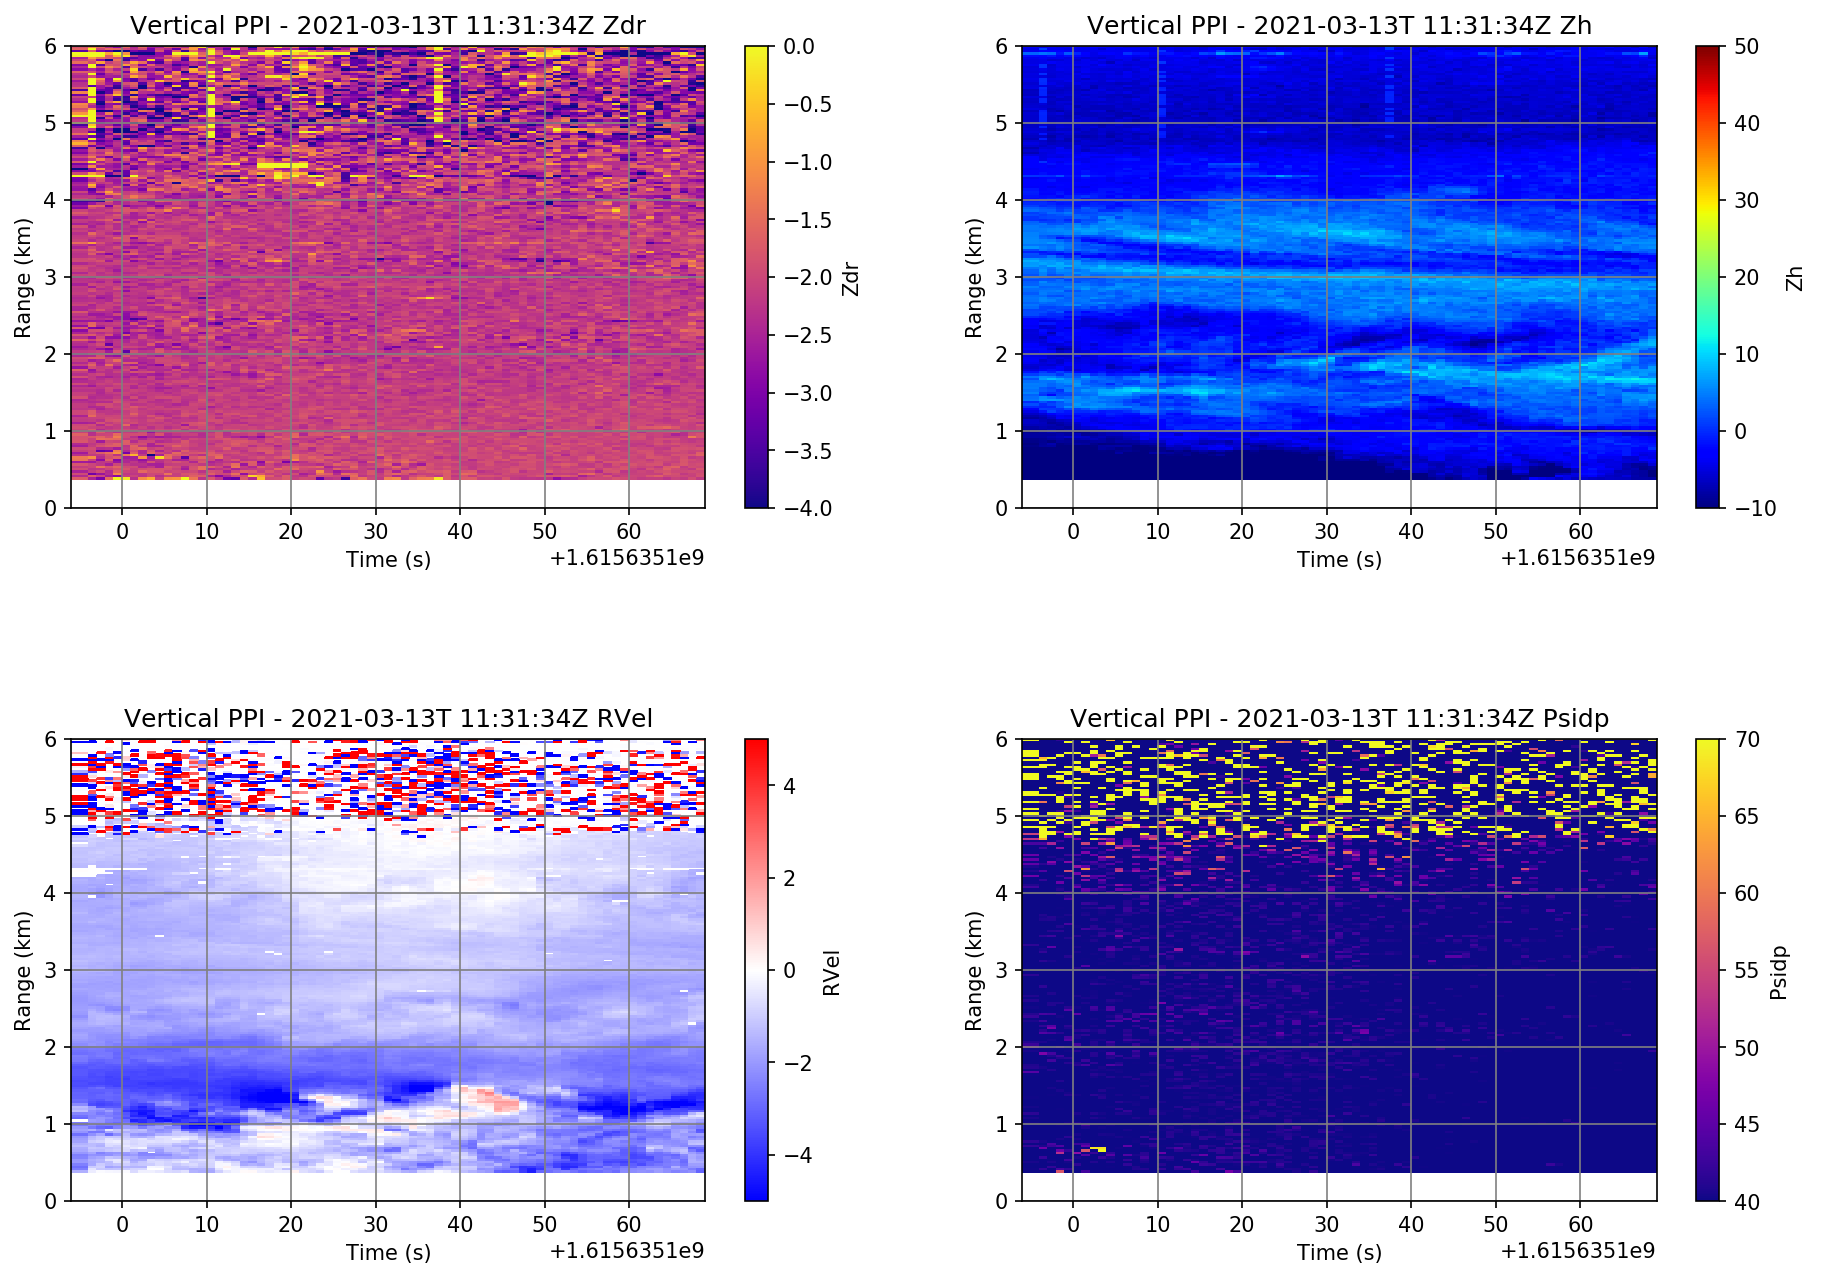 Vertical PPI - 2021-03-13T 11:31:34Z Zdr
6
5
4
3
2
1
0
Range (km)
0 10 20 30 40 50 60
Time (s)
+1.6156351e9
0.0
−0.5
−1.0
−1.5
−2.0
−2.5
−3.0
−3.5
−4.0
Zdr
Vertical PPI - 2021-03-13T 11:31:34Z Zh
6
5
4
3
2
1
0
Range (km)
0 10 20 30 40 50 60
Time (s)
+1.6156351e9
50
40
30
20
10
0
−10
Zh
Vertical PPI - 2021-03-13T 11:31:34Z RVel
6
5
4
3
2
1
0
Range (km)
0 10 20 30 40 50 60
Time (s)
+1.6156351e9
4
2
0
−2
−4
RVel
Vertical PPI - 2021-03-13T 11:31:34Z Psidp
6
5
4
3
2
1
0
Range (km)
0 10 20 30 40 50 60
Time (s)
+1.6156351e9
70
65
60
55
50
45
40
Psidp